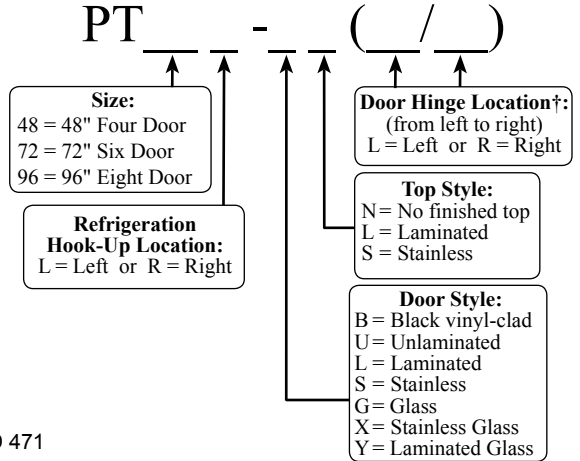 PT__ _ -_ _ (__/__)
Size:
48 = 48" Four Door
72 = 72" Six Door
96 = 96" Eight Door
Refrigeration
Hook-Up Location:
L = Left or R = Right
Door Hinge Location†:
(from left to right)
L = Left or R = Right
Top Style:
N = No finished top
L = Laminated
S = Stainless
Door Style:
B = Black vinyl-clad
U = Unlaminated
L = Laminated
S = Stainless
G = Glass
X = Stainless Glass
Y = Laminated Glass
471